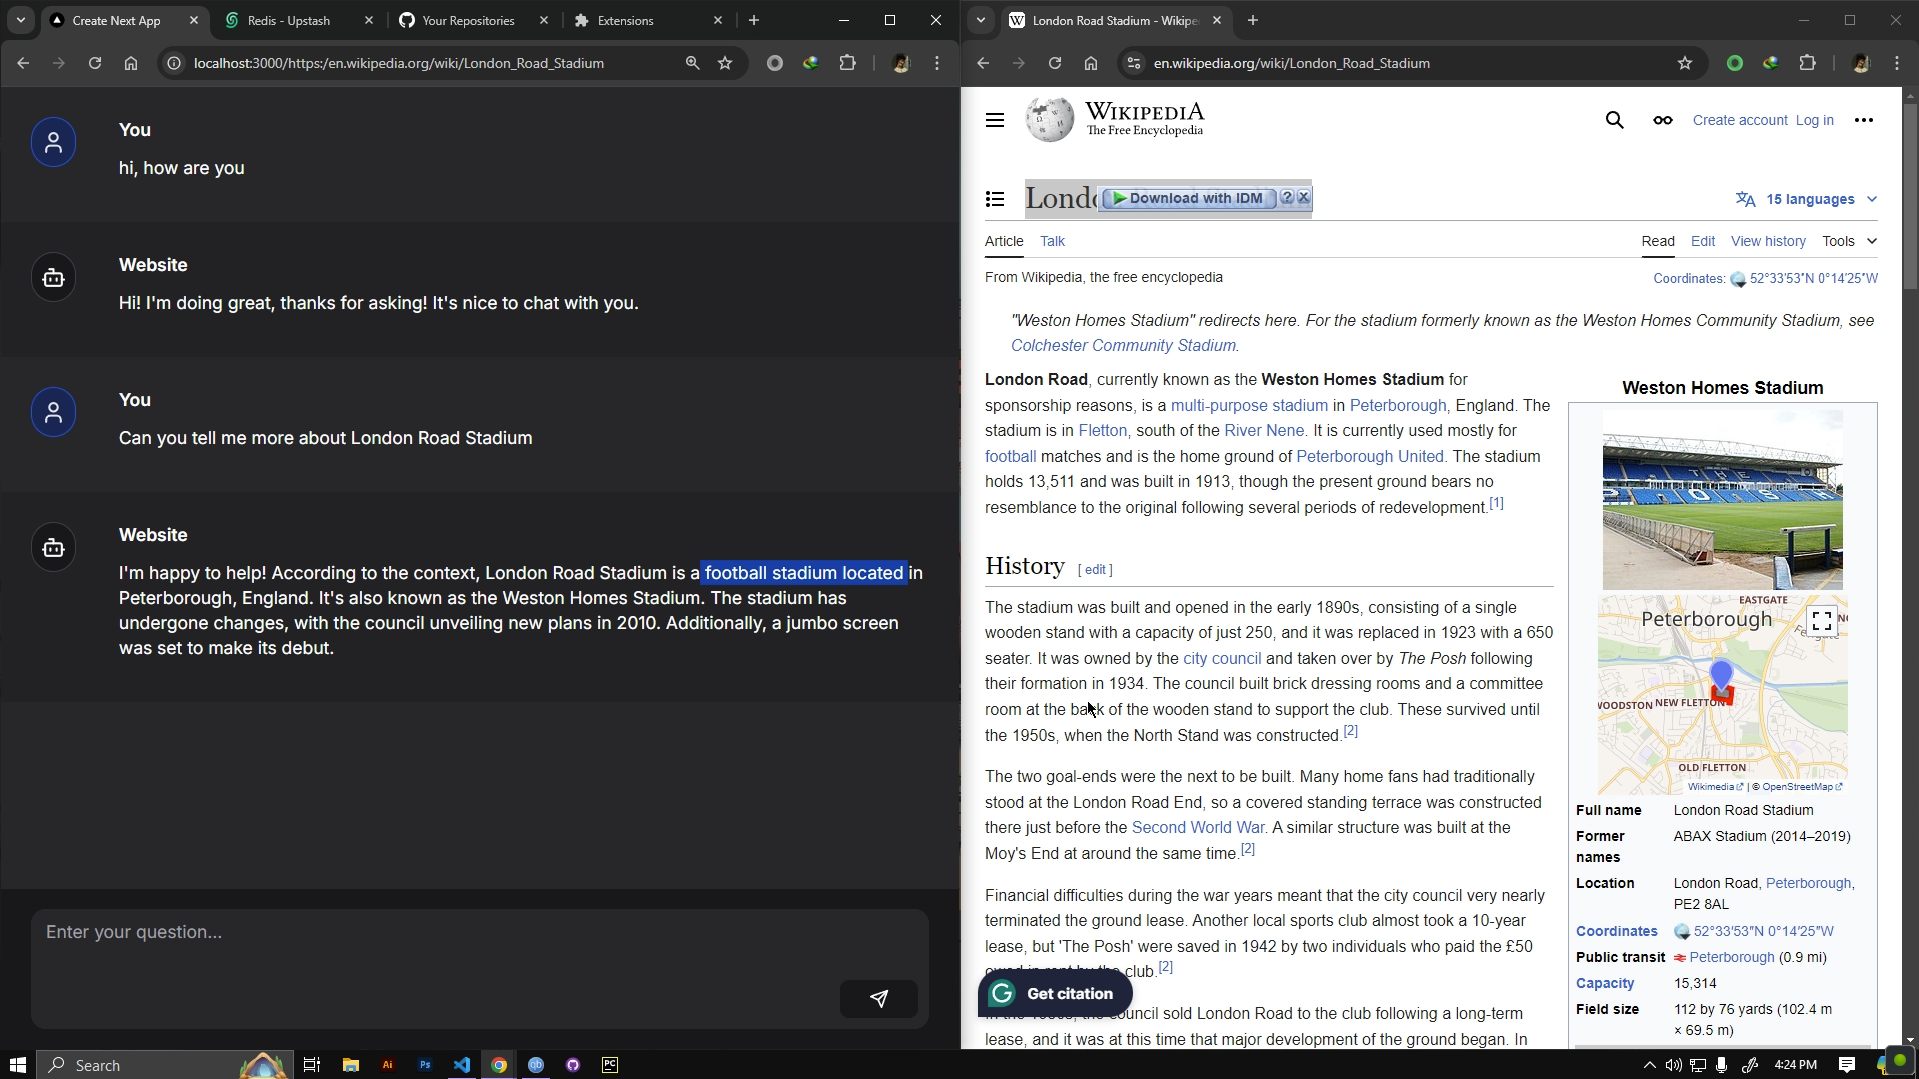 Create Next App
Redis - Upstash
Your Repositories
Extensions
localhost:3000/https:/en.wikipedia.org/wiki/London_Road_Stadium
You
hi, how are you
Website
Hi! I'm doing great, thanks for asking! It's nice to chat with you.
You
Can you tell me more about London Road Stadium
Website
I'm happy to help! According to the context, London Road Stadium is a football stadium located in
Peterborough, England. It's also known as the Weston Homes Stadium. The stadium has
undergone changes, with the council unveiling new plans in 2010. Additionally, a jumbo screen
was set to make its debut.
Enter your question...
London Road Stadium - Wikipe
en.wikipedia.org/wiki/London_Road_Stadium
WIKIPEDIA
The Free Encyclopedia
Create account Log in
Lond
Download with IDM ?
15 languages
Article Talk
Read Edit View history Tools
From Wikipedia, the free encyclopedia
Coordinates: 52°33′53″N 0°14′25″W
"Weston Homes Stadium" redirects here. For the stadium formerly known as the Weston Homes Community Stadium, see
Colchester Community Stadium.
London Road, currently known as the Weston Homes Stadium for
sponsorship reasons, is a multi-purpose stadium in Peterborough, England. The
stadium is in Fletton, south of the River Nene. It is currently used mostly for
football matches and is the home ground of Peterborough United. The stadium
holds 13,511 and was built in 1913, though the present ground bears no
resemblance to the original following several periods of redevelopment.[1]
History [ edit ]
The stadium was built and opened in the early 1890s, consisting of a single
wooden stand with a capacity of just 250, and it was replaced in 1923 with a 650
seater. It was owned by the city council and taken over by The Posh following
their formation in 1934. The council built brick dressing rooms and a committee
room at the back of the wooden stand to support the club. These survived until
the 1950s, when the North Stand was constructed.[2]
The two goal-ends were the next to be built. Many home fans had traditionally
stood at the London Road End, so a covered standing terrace was constructed
there just before the Second World War. A similar structure was built at the
Moy's End at around the same time.[2]
Financial difficulties during the war years meant that the city council very nearly
terminated the ground lease. Another local sports club almost took a 10-year
lease, but 'The Posh' were saved in 1942 by two individuals who paid the £50
club.[2]
council sold London Road to the club following a long-term
lease, and it was at this time that major development of the ground began. In
Get citation
Weston Homes Stadium
THE
EASTGATE
Peterborough
WOODSTON NEW FLETTON
OLD FLETTON
Wikimedia | © OpenStreetMap
Full name London Road Stadium
Former ABAX Stadium (2014–2019)
names
Location London Road, Peterborough,
PE2 8AL
Coordinates 52°33′53″N 0°14′25″W
Public transit Peterborough (0.9 mi)
Capacity 15,314
Field size 112 by 76 yards (102.4 m
× 69.5 m)
Search
Ai
Ps
qb
PC
4:24 PM